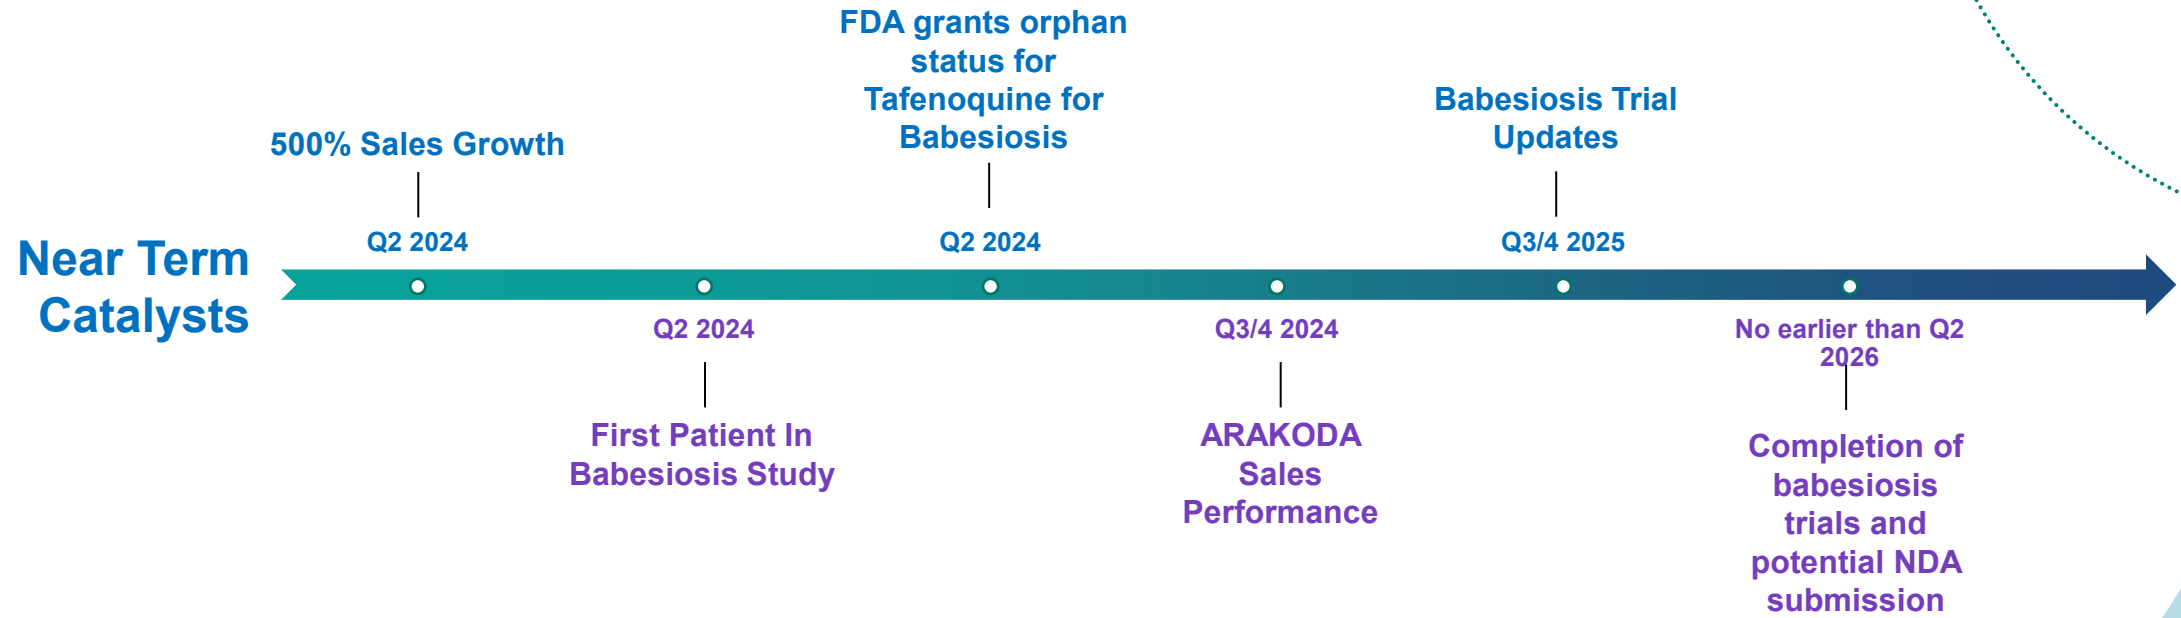 Near Term
Catalysts
500% Sales Growth
Q2 2024
Q2 2024
First Patient In
Babesiosis Study
FDA grants orphan
status for
Tafenoquine for
Babesiosis
Q2 2024
Q3/4 2024
ARAKODA
Sales
Performance
Babesiosis Trial
Updates
Q3/4 2025
No earlier than Q2
2026
Completion of
babesiosis
trials and
potential NDA
submission